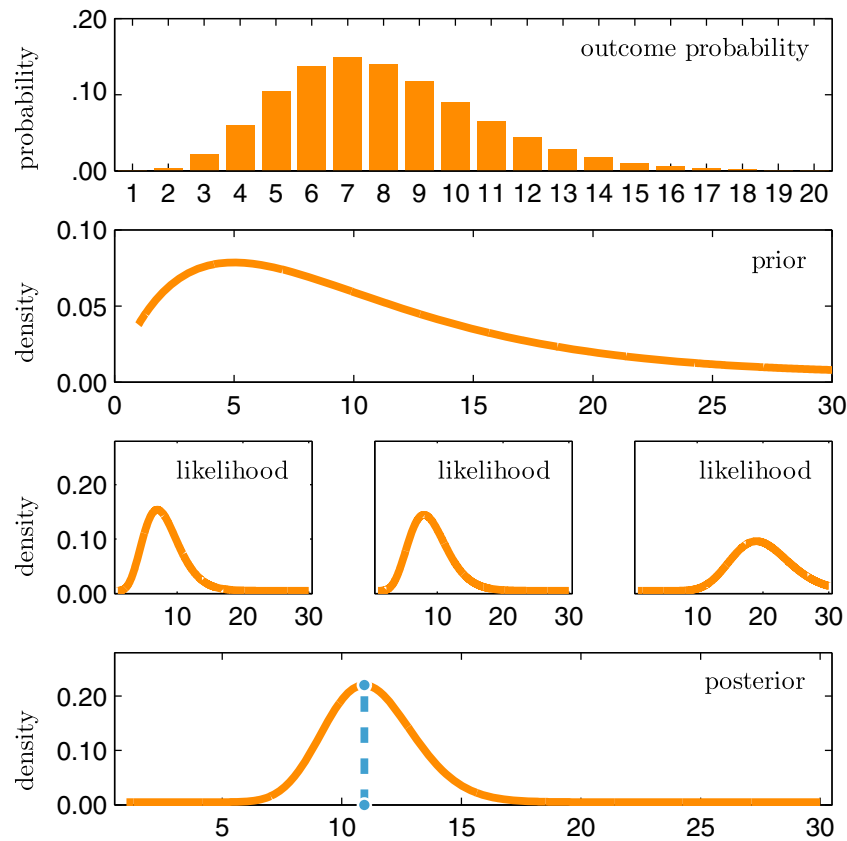 .20
outcome probability
.10
.00
probability
1 2 3 4 5 6 7 8 9 10 11 12 13 14 15 16 17 18 19 20
0.10
prior
0.05
0.00
density
0 5 10 15 20 25 30
likelihood
likelihood
likelihood
0.20
0.10
0.00
density
10 20 30
10 20 30
10 20 30
posterior
0.20
0.10
0.00
density
5 10 15 20 25 30